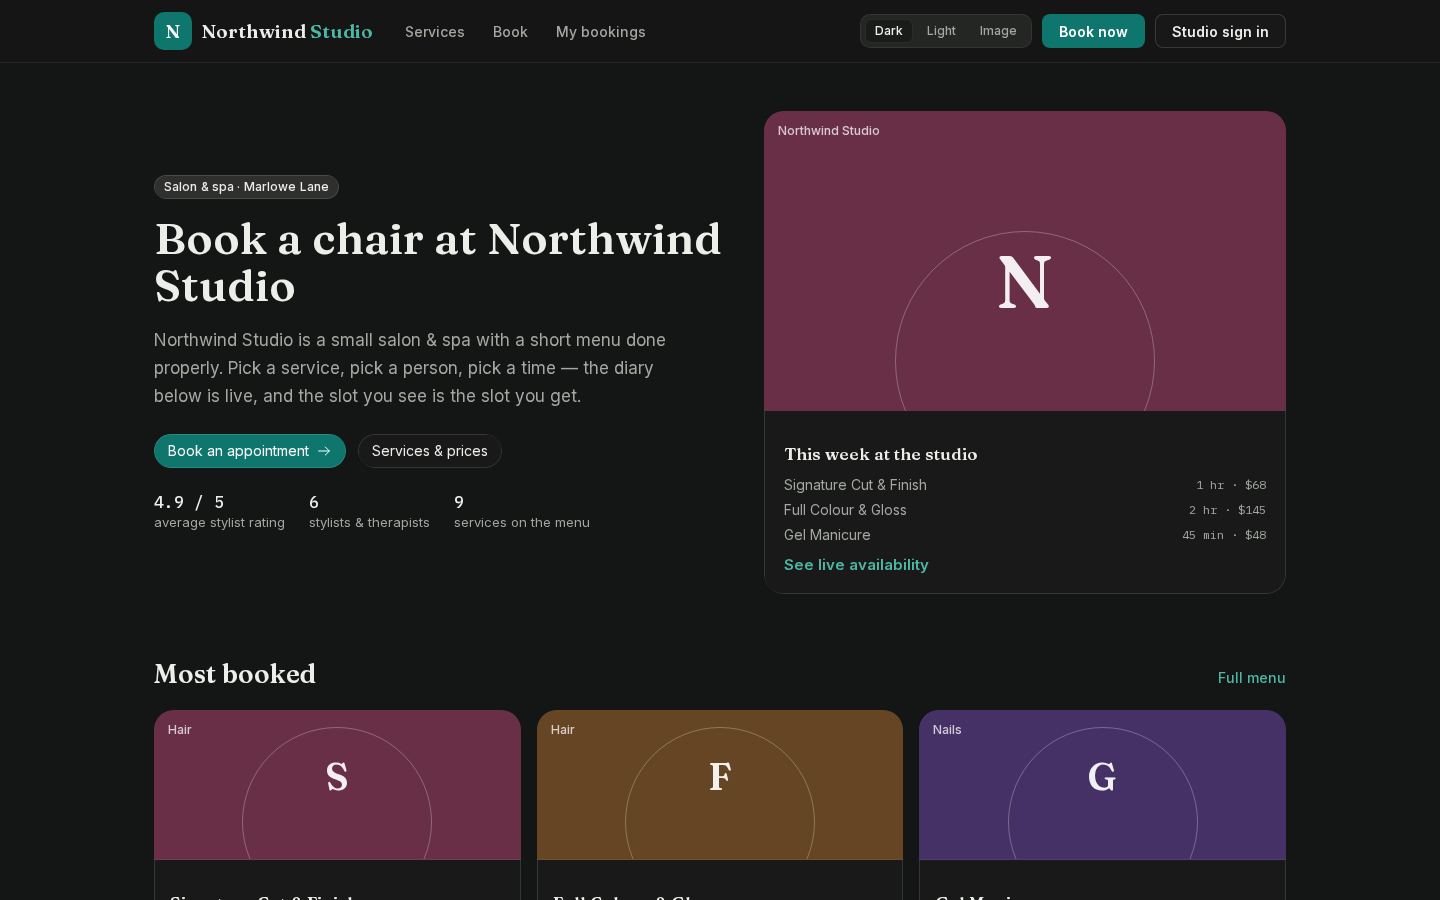 N
Northwind Studio
Services
Book
My bookings
Dark
Light
Image
Book now
Studio sign in
Salon & spa · Marlowe Lane
Book a chair at Northwind
Studio
Northwind Studio is a small salon & spa with a short menu done
properly. Pick a service, pick a person, pick a time — the diary
below is live, and the slot you see is the slot you get.
Book an appointment →
Services & prices
4.9 / 5
average stylist rating
6
stylists & therapists
9
services on the menu
Northwind Studio
N
This week at the studio
Signature Cut & Finish
1 hr · $68
Full Colour & Gloss
2 hr · $145
Gel Manicure
45 min · $48
See live availability
Most booked
Full menu
Hair
S
Hair
F
Nails
G